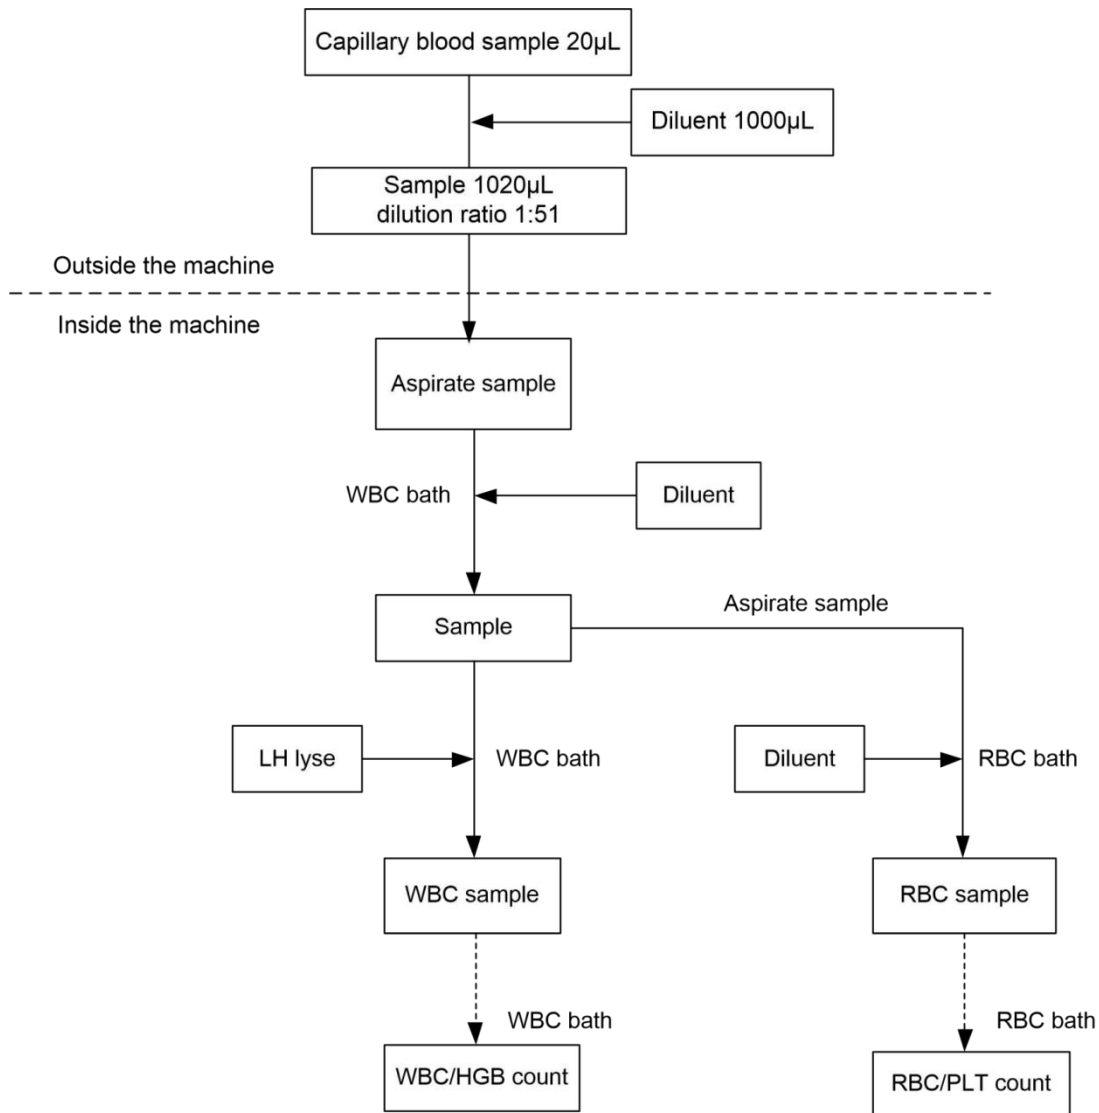 Capillary blood sample 20µL
Diluent 1000µL
Sample 1020µL
dilution ratio 1:51
Outside the machine
Inside the machine
Aspirate sample
WBC bath
Diluent
Aspirate sample
Sample
LH lyse
WBC bath
Diluent
RBC bath
WBC sample
RBC sample
WBC bath
RBC bath
WBC/HGB count
RBC/PLT count